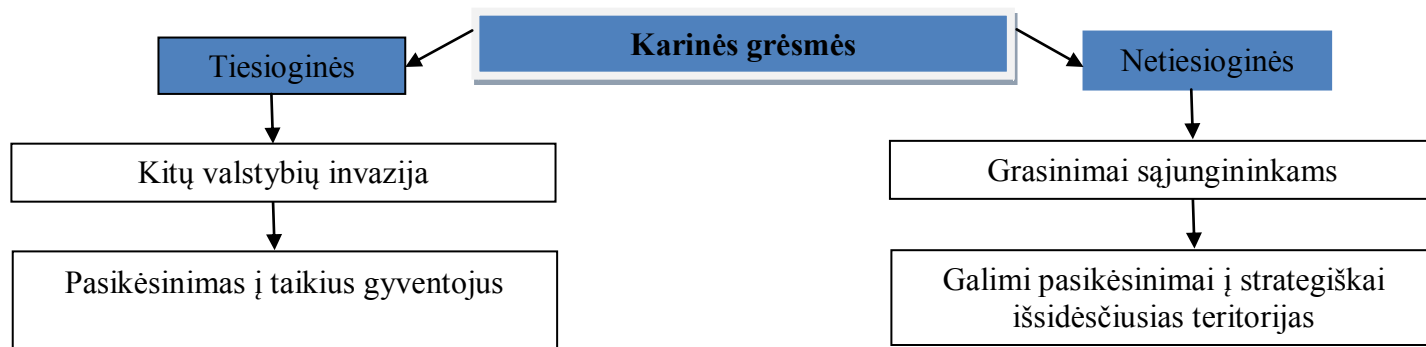 Karinės grėsmės
Tiesioginės
Netiesioginės
Kitų valstybių invazija
Grasinimai sąjungininkams
Pasikėsinimas į taikius gyventojus
Galimi pasikėsinimai į strategiškai
išsidėsčiusias teritorijas